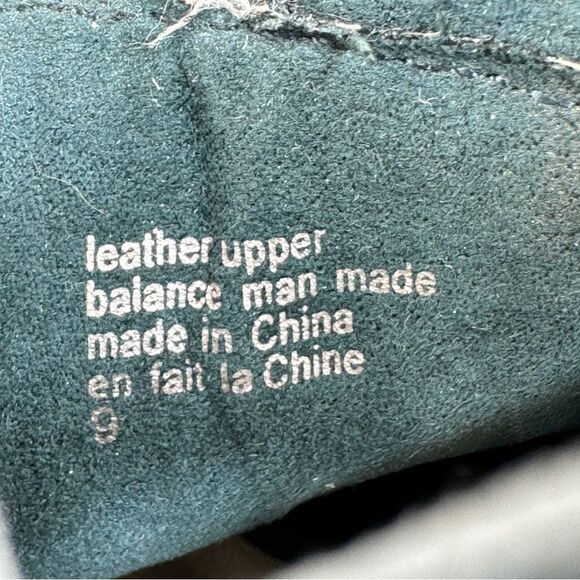 leather upper
balance man made
made in China
en fait la Chine
9